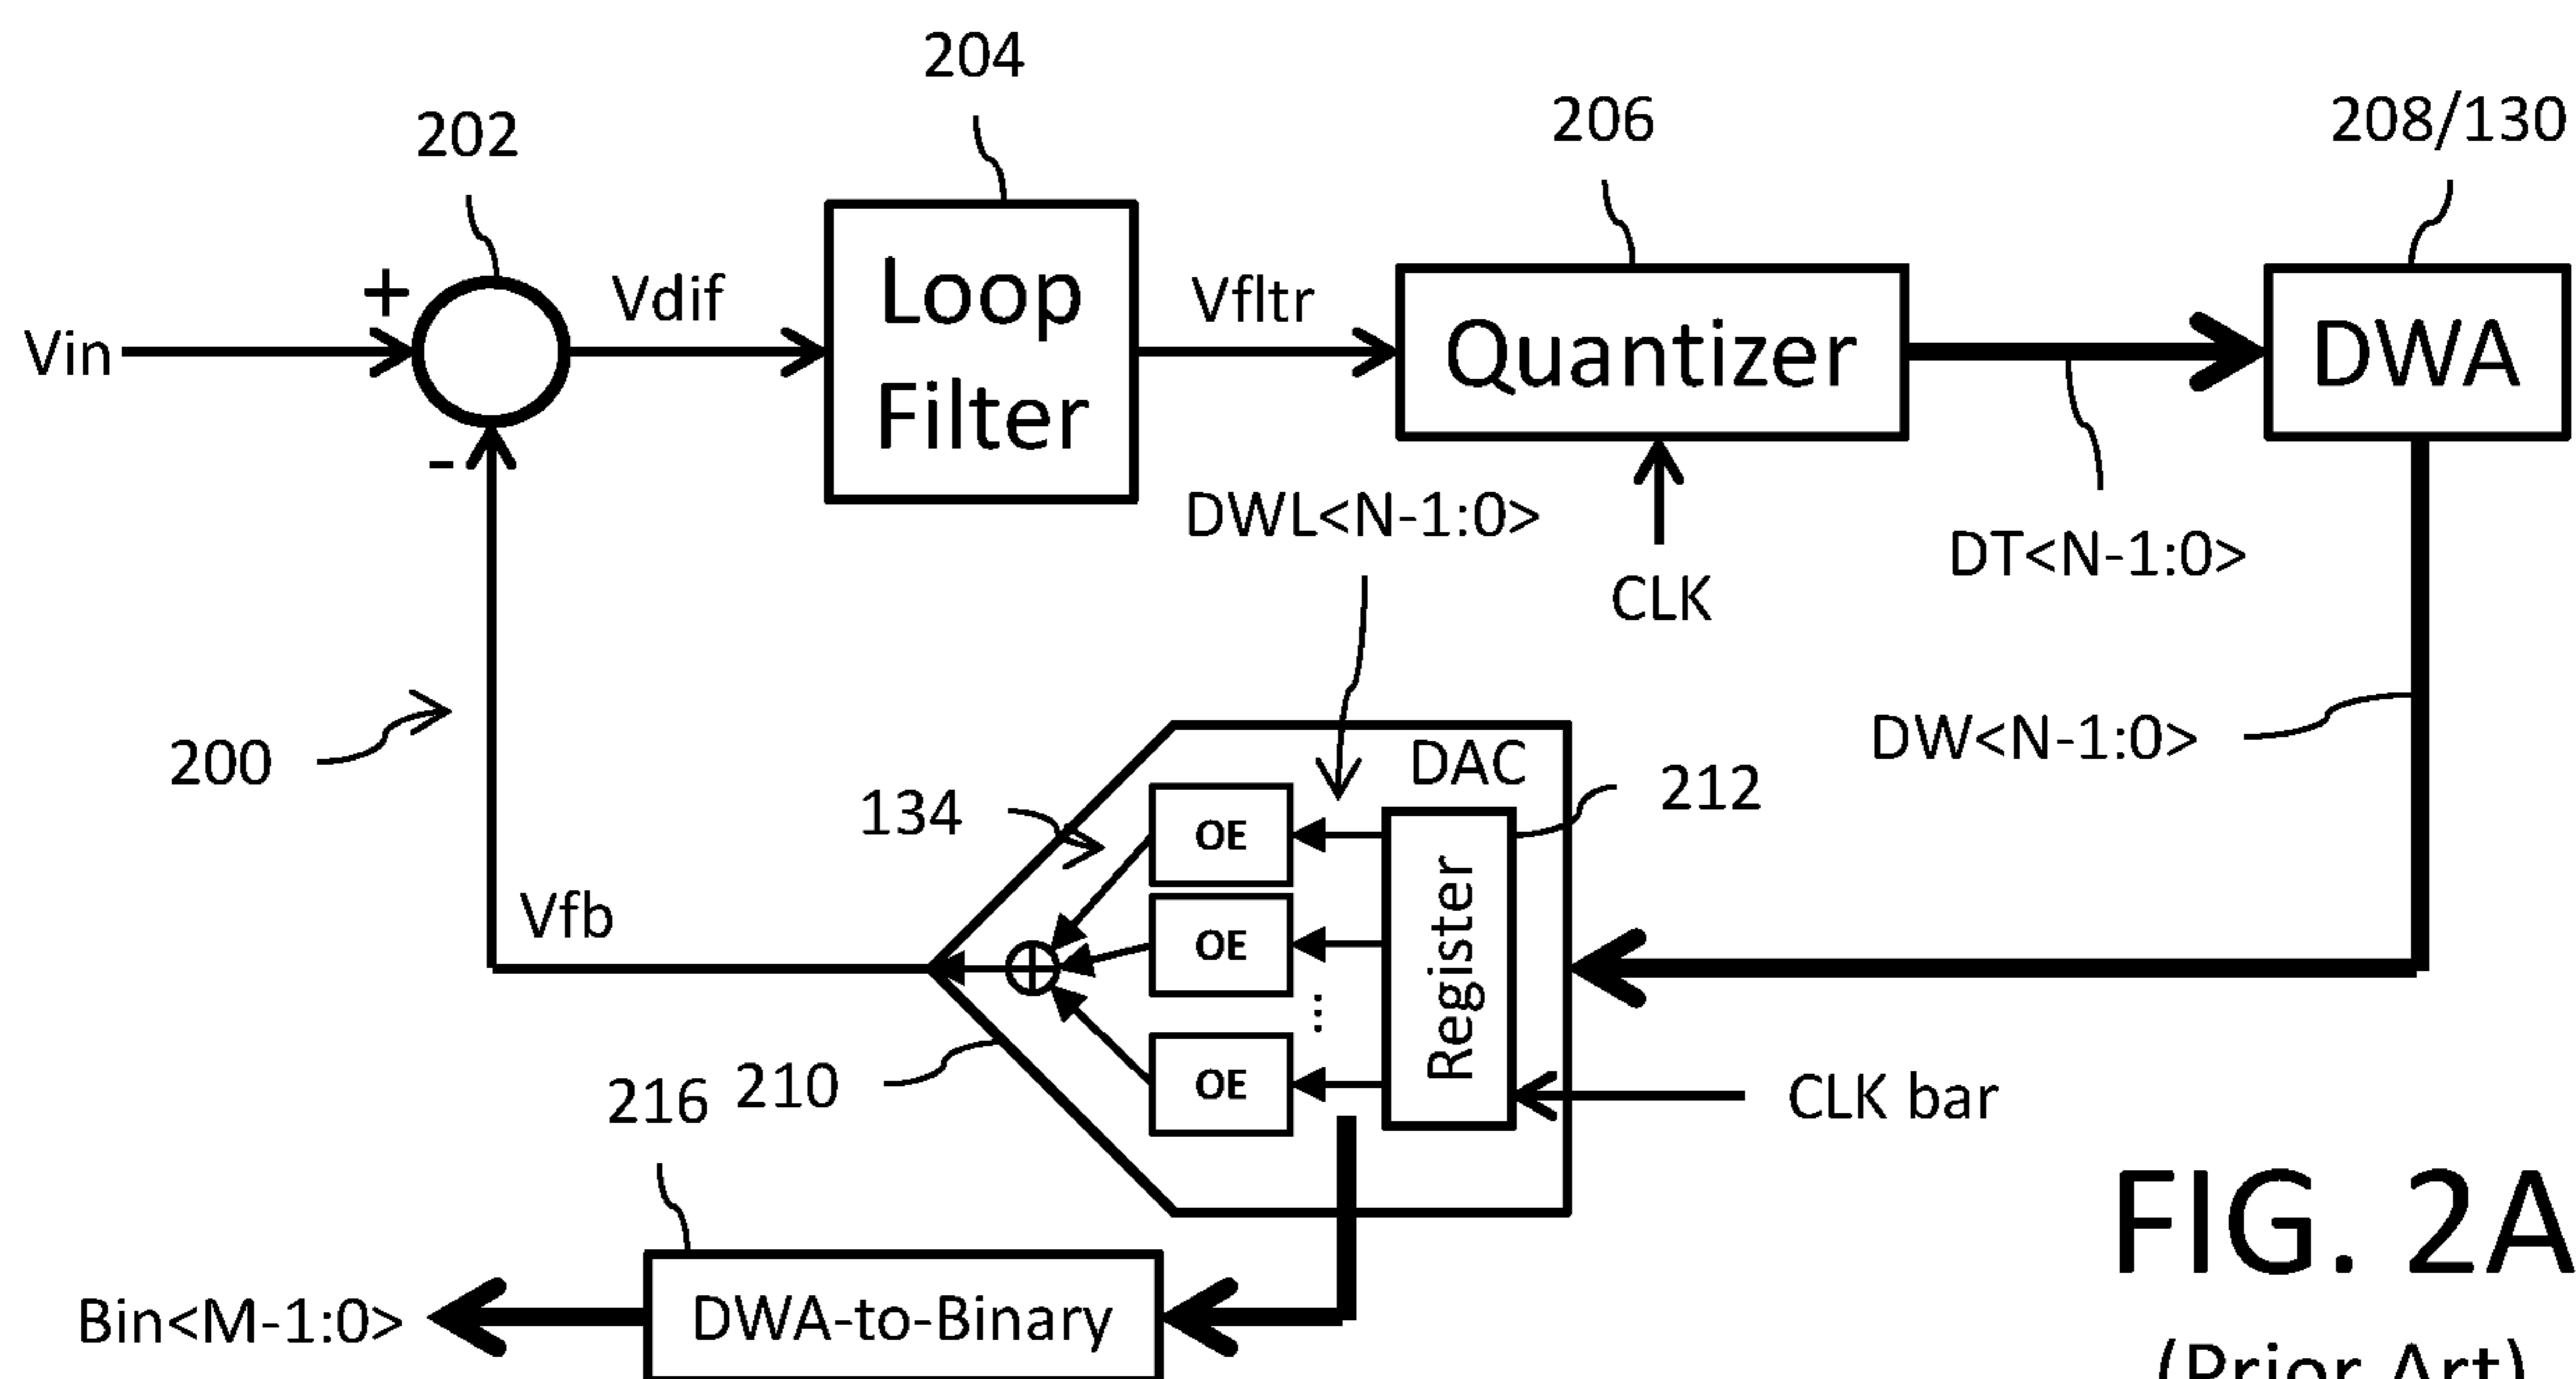 204
202
206
208/130
+
Vin
Vdif
Loop
Filter
Vfltr
Quantizer
DWA
-
DWL<N-1:0>
CLK
DT<N-1:0>
200
134
DAC
212
DW<N-1:0>
OE
OE
...
OE
Register
Vfb
216
210
CLK bar
FIG. 2A
(Prior Art)
Bin<M-1:0>
DWA-to-Binary